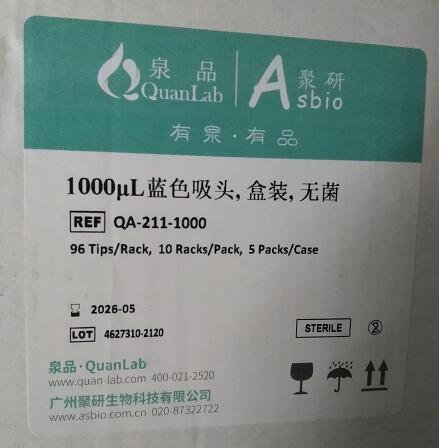 泉品 QuanLab | Asbio 聚研
有泉·有品
1000μL蓝色吸头, 盒装, 无菌
REF QA-211-1000
96 Tips/Rack, 10 Racks/Pack, 5 Packs/Case
2026-05
LOT 4627310-2120
STERILE ②
泉品·QuanLab
www.quan-lab.com 400-021-2520
广州聚研生物科技有限公司
www.asbio.com.cn 020-87322722